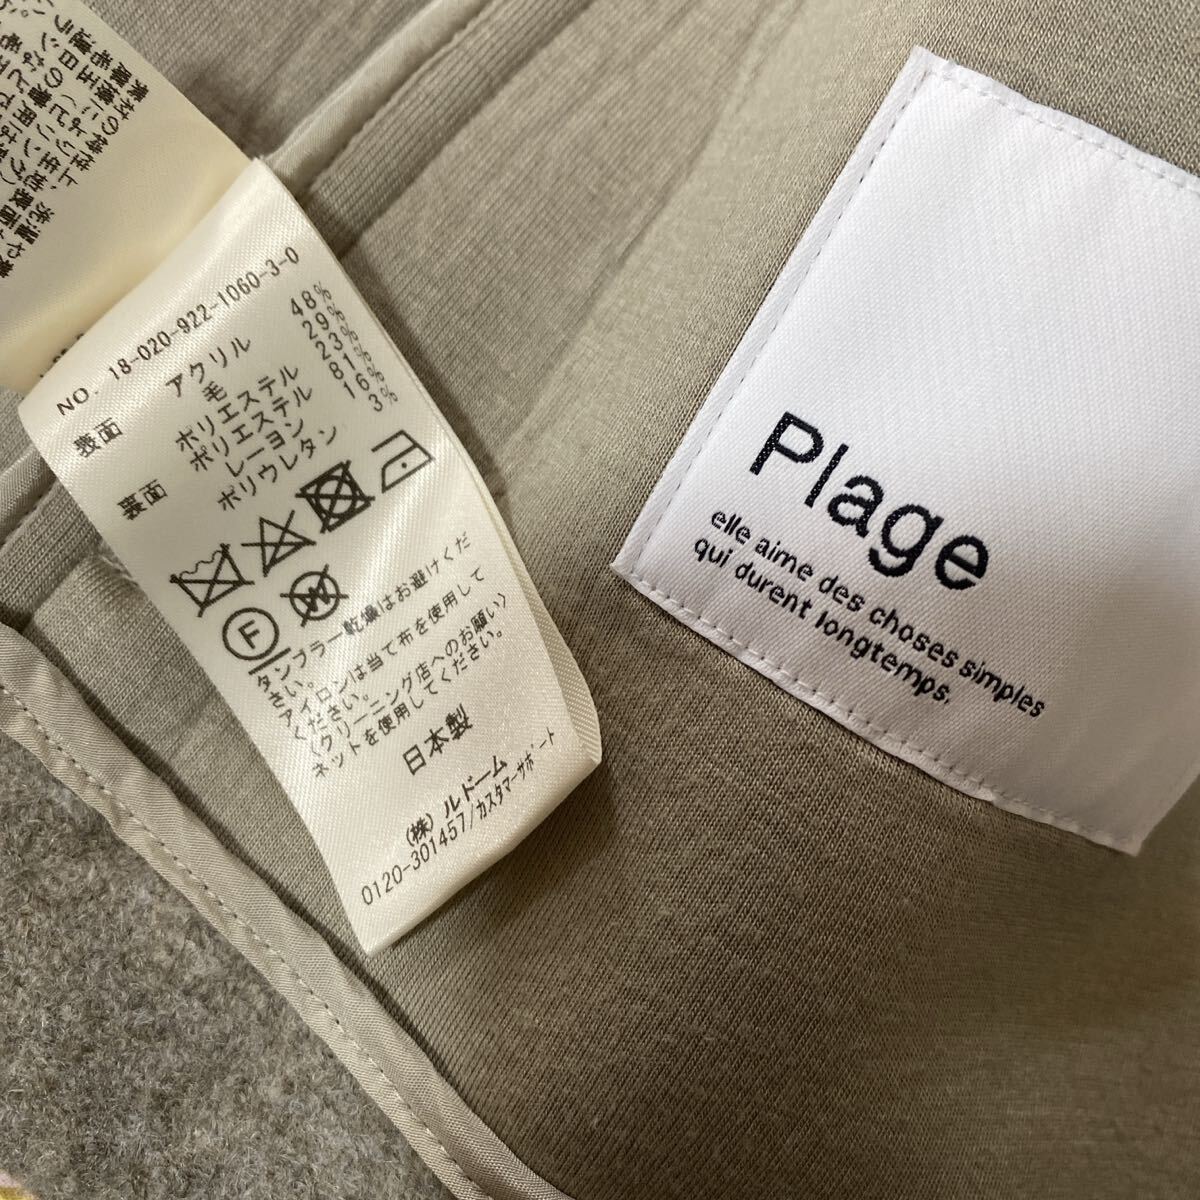 NO. 18-020-922-1060-3-0
表面 アクリル 48%
毛 29%
ポリエステル 23%
裏面 ポリエステル 81%
レーヨン 16%
ポリウレタン 3%
F
W
タンブラー乾燥はお避けくだ
さい。
アイロンは当て布を使用して
ください。
〈クリーニング店へのお願い〉
ネットを使用してください。
日本製
(株) ルドーム
0120-301457/カスタマーサポート
Plage
elle aime des choses simples
qui durent longtemps.